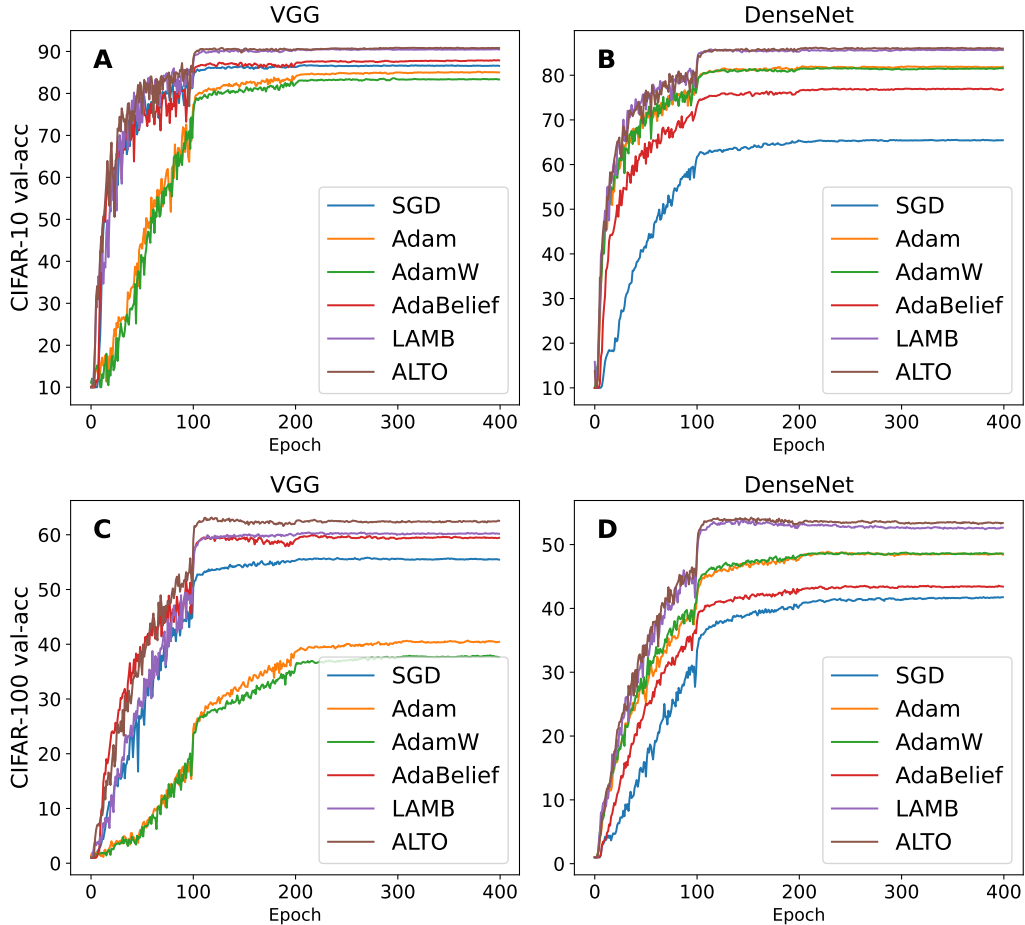 VGG
A
CIFAR-10 val-acc
90
80
70
60
50
40
30
20
10
0 100 200 300 400
Epoch
SGD
Adam
AdamW
AdaBelief
LAMB
ALTO
DenseNet
B
80
70
60
50
40
30
20
10
0 100 200 300 400
Epoch
SGD
Adam
AdamW
AdaBelief
LAMB
ALTO
VGG
C
CIFAR-100 val-acc
60
50
40
30
20
10
0
0 100 200 300 400
Epoch
SGD
Adam
AdamW
AdaBelief
LAMB
ALTO
DenseNet
D
50
40
30
20
10
0
0 100 200 300 400
Epoch
SGD
Adam
AdamW
AdaBelief
LAMB
ALTO